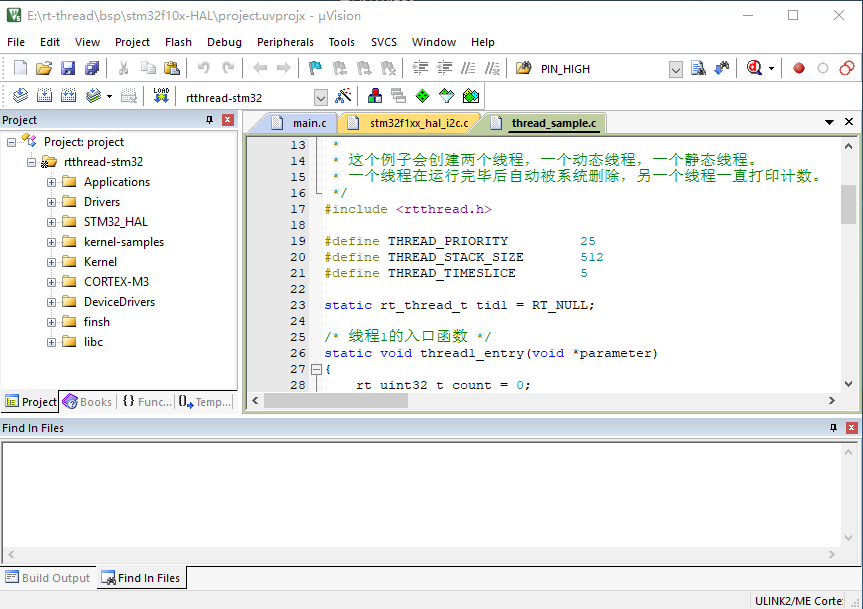 E:\rt-thread\bsp\stm32f10x-HAL\project.uvprojx - µVision
File Edit View Project Flash Debug Peripherals Tools SVCS Window Help
PIN_HIGH
LOAD
rtthread-stm32
Project
Project: project
rtthread-stm32
Applications
Drivers
STM32_HAL
kernel-samples
Kernel
CORTEX-M3
DeviceDrivers
finsh
libc
Project Books {} Func... Temp...
main.c stm32f1xx_hal_i2c.c thread_sample.c
13 *
14 * 这个例子会创建两个线程，一个动态线程，一个静态线程。
15 * 一个线程在运行完毕后自动被系统删除，另一个线程一直打印计数。
16 */
17 #include <rtthread.h>
18
19 #define THREAD_PRIORITY 25
20 #define THREAD_STACK_SIZE 512
21 #define THREAD_TIMESLICE 5
22
23 static rt_thread_t tid1 = RT_NULL;
24
25 /* 线程1的入口函数 */
26 static void thread1_entry(void *parameter)
27 {
28 rt_uint32_t count = 0;
Find In Files
Build Output Find In Files
ULINK2/ME Corte